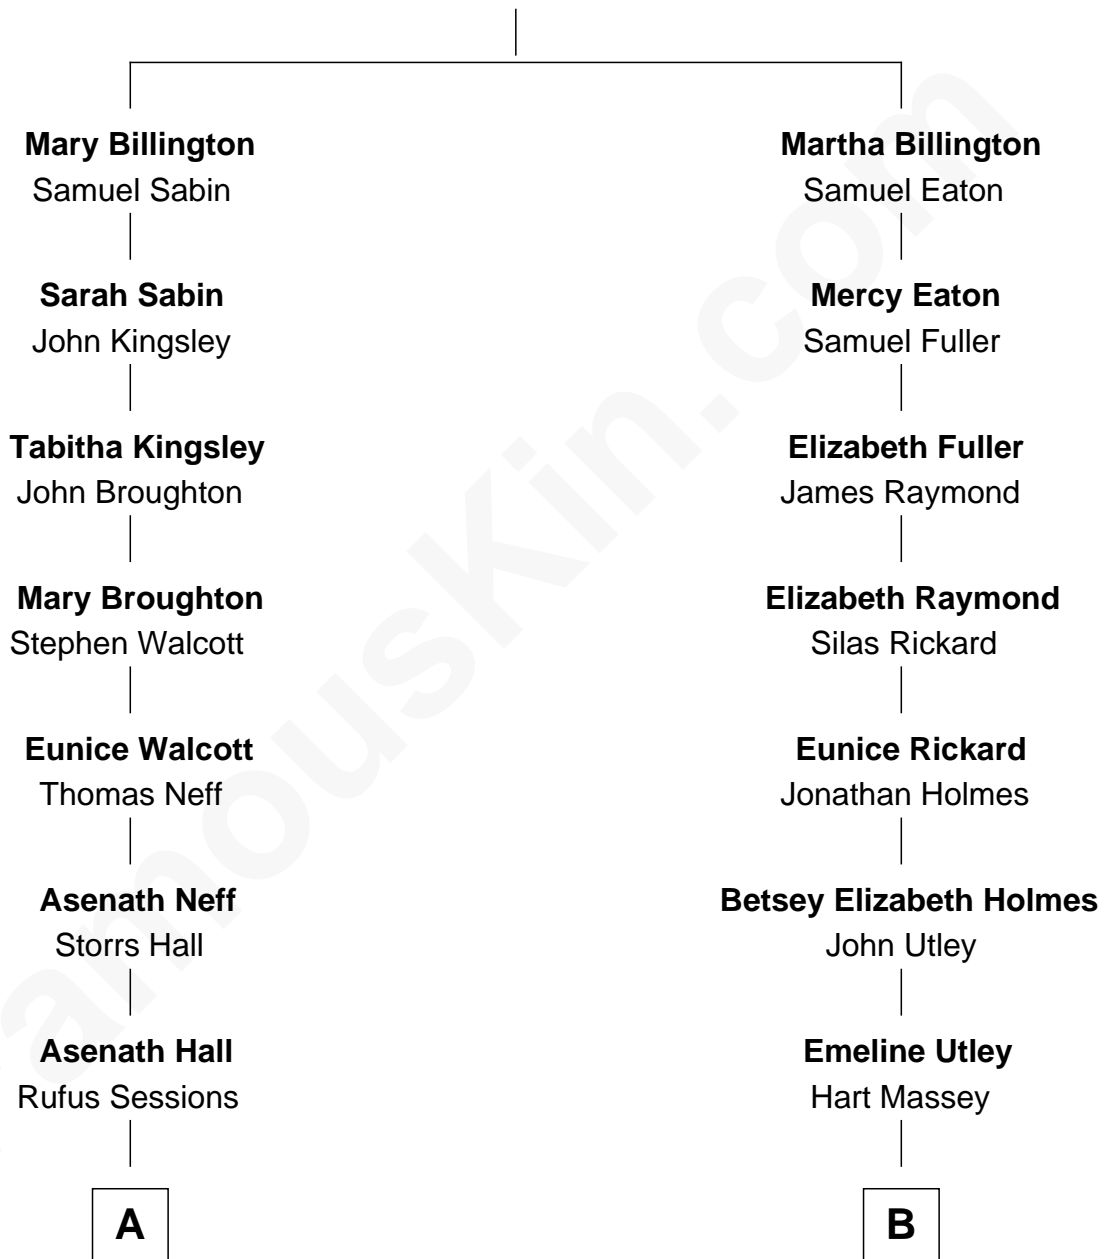 Mary Billington
Samuel Sabin
Martha Billington
Samuel Eaton
Sarah Sabin
John Kingsley
Mercy Eaton
Samuel Fuller
Tabitha Kingsley
John Broughton
Elizabeth Fuller
James Raymond
Mary Broughton
Stephen Walcott
Elizabeth Raymond
Silas Rickard
Eunice Walcott
Thomas Neff
Eunice Rickard
Jonathan Holmes
Asenath Neff
Storrs Hall
Betsey Elizabeth Holmes
John Utley
Asenath Hall
Rufus Sessions
Emeline Utley
Hart Massey
A
B
amousKin.com